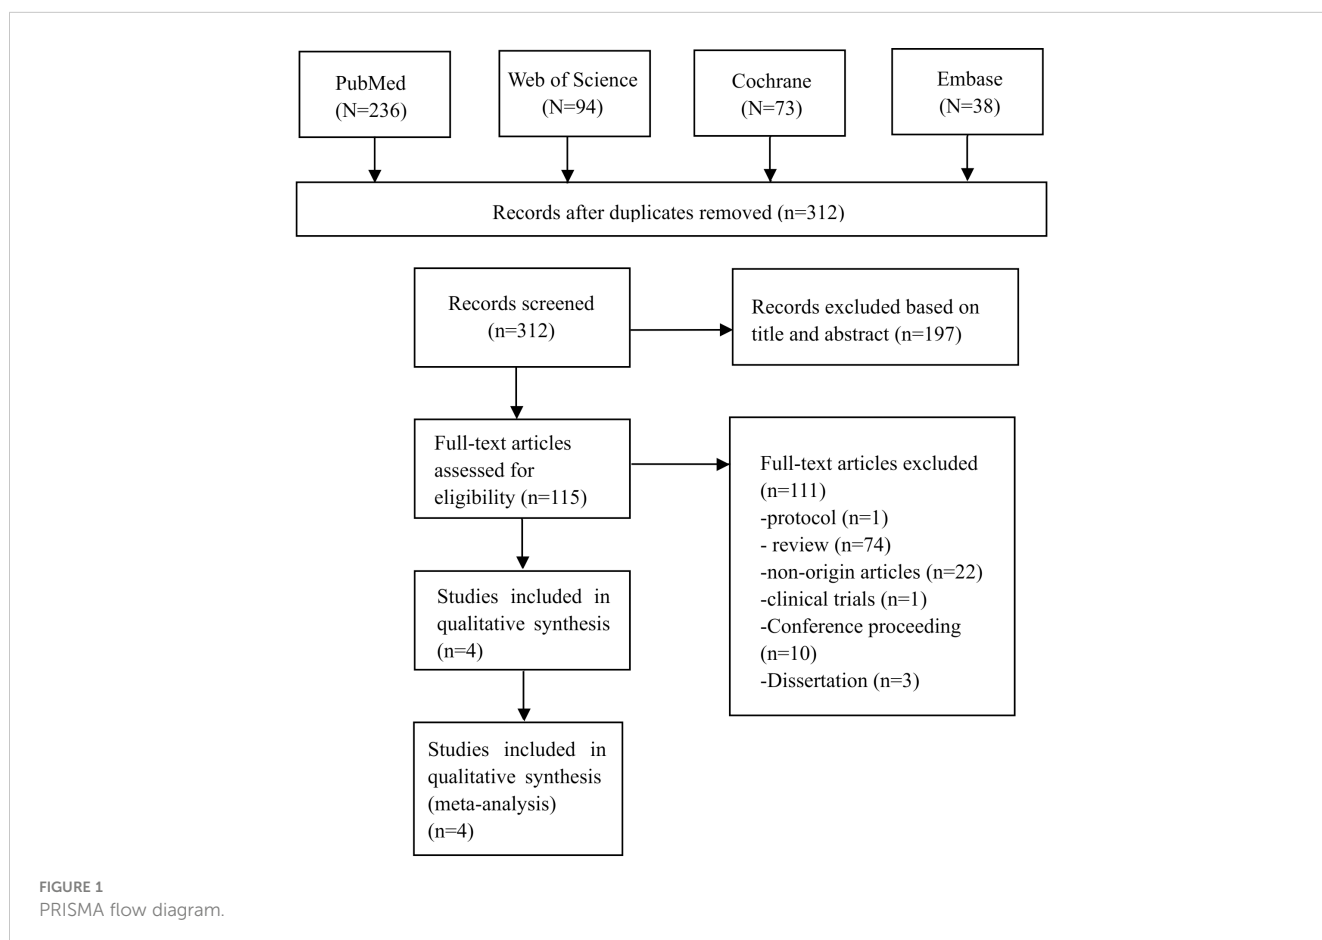 PubMed
(N=236)
Web of Science
(N=94)
Cochrane
(N=73)
Embase
(N=38)
Records after duplicates removed (n=312)
Records screened
(n=312)
Records excluded based on
title and abstract (n=197)
Full-text articles
assessed for
eligibility (n=115)
Full-text articles excluded
(n=111)
-protocol (n=1)
- review (n=74)
-non-origin articles (n=22)
-clinical trials (n=1)
-Conference proceeding
(n=10)
-Dissertation (n=3)
Studies included in
qualitative synthesis
(n=4)
Studies included in
qualitative synthesis
(meta-analysis)
(n=4)
FIGURE 1
PRISMA flow diagram.